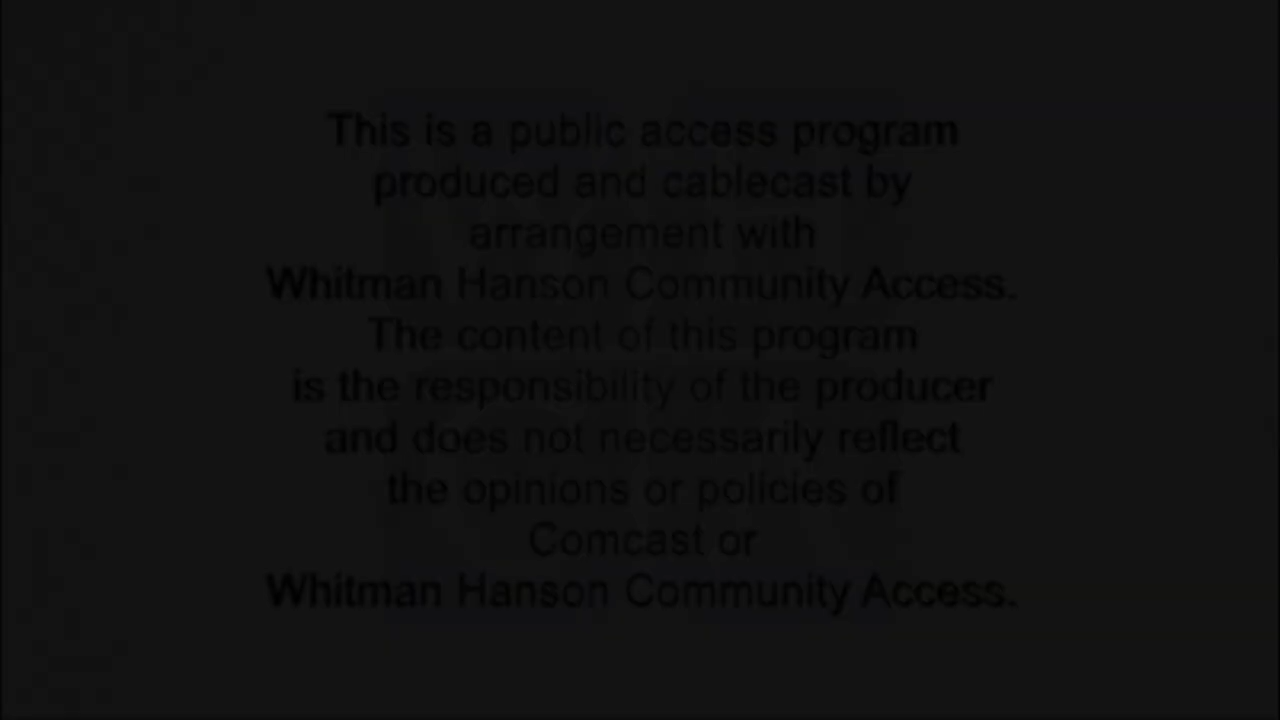 This is a public access program
produced and cablecast by
arrangement with
Whitman Hanson Community Access.
The content of this program
is the responsibility of the producer
and does not necessarily reflect
the opinions or policies of
Comcast or
Whitman Hanson Community Access.